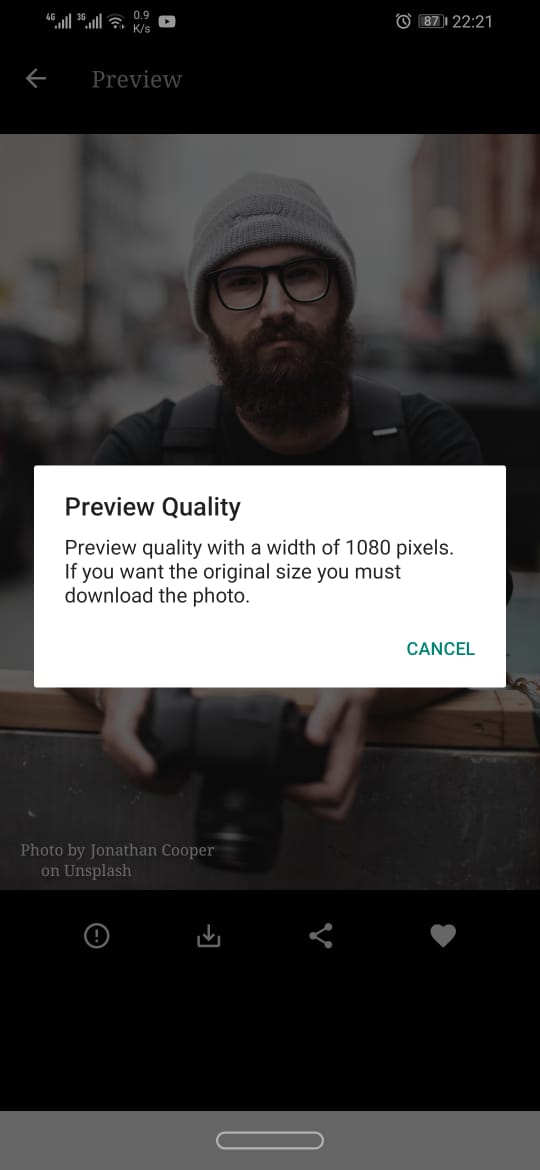 4G 3G 0.9 K/s 87 22:21
Preview
Preview Quality
Preview quality with a width of 1080 pixels.
If you want the original size you must
download the photo.
CANCEL
Photo by Jonathan Cooper
on Unsplash